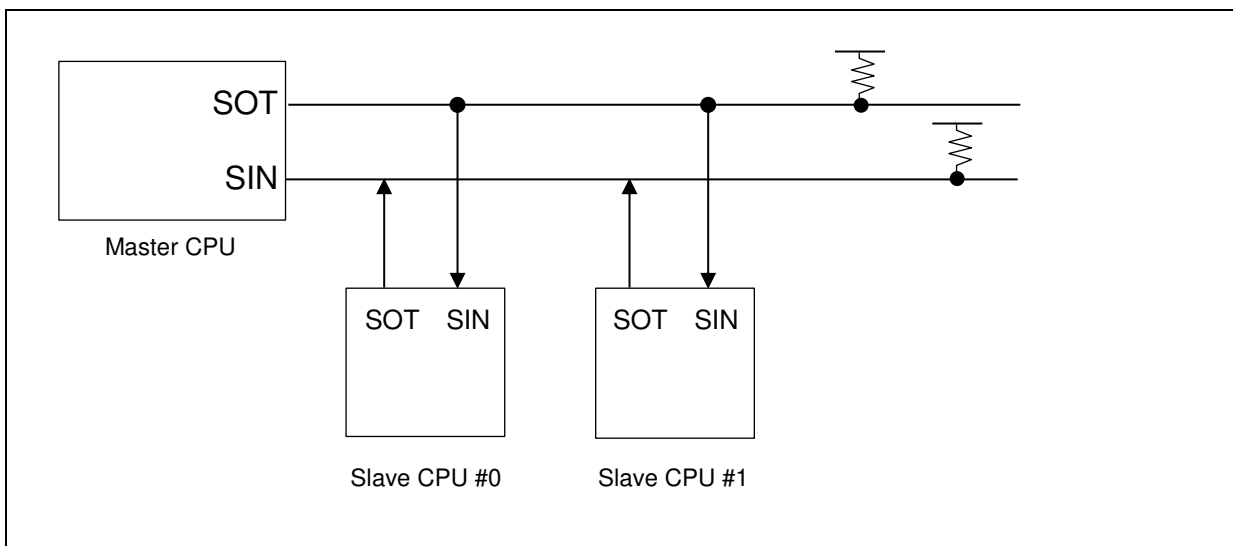 SOT
SIN
Master CPU
SOT SIN
SOT SIN
Slave CPU #0
Slave CPU #1